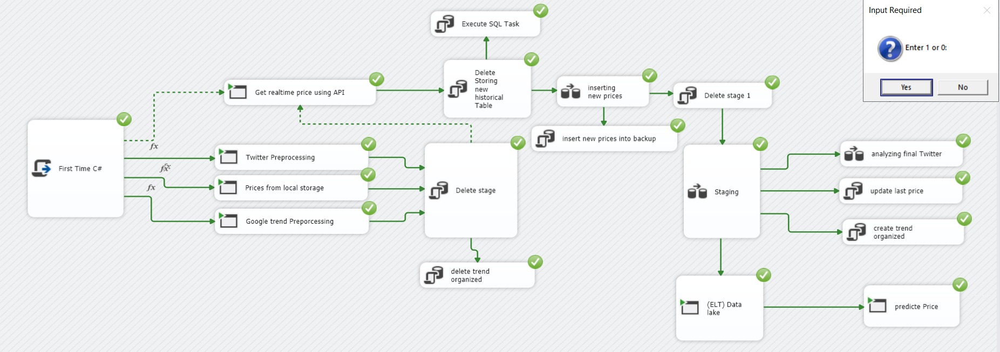 Input Required
Enter 1 or 0:
Yes
No
Execute SQL Task
Delete
Storing
new
historical
Table
Get realtime price using API
inserting
new prices
Delete stage 1
insert new prices into backup
First Time C#
fx
fx
fx
fx
Twitter Preprocessing
Prices from local storage
Google trend Preporcessing
Delete stage
delete trend
organized
Staging
analyzing final Twitter
update last price
create trend
organized
(ELT) Data
lake
predicte Price